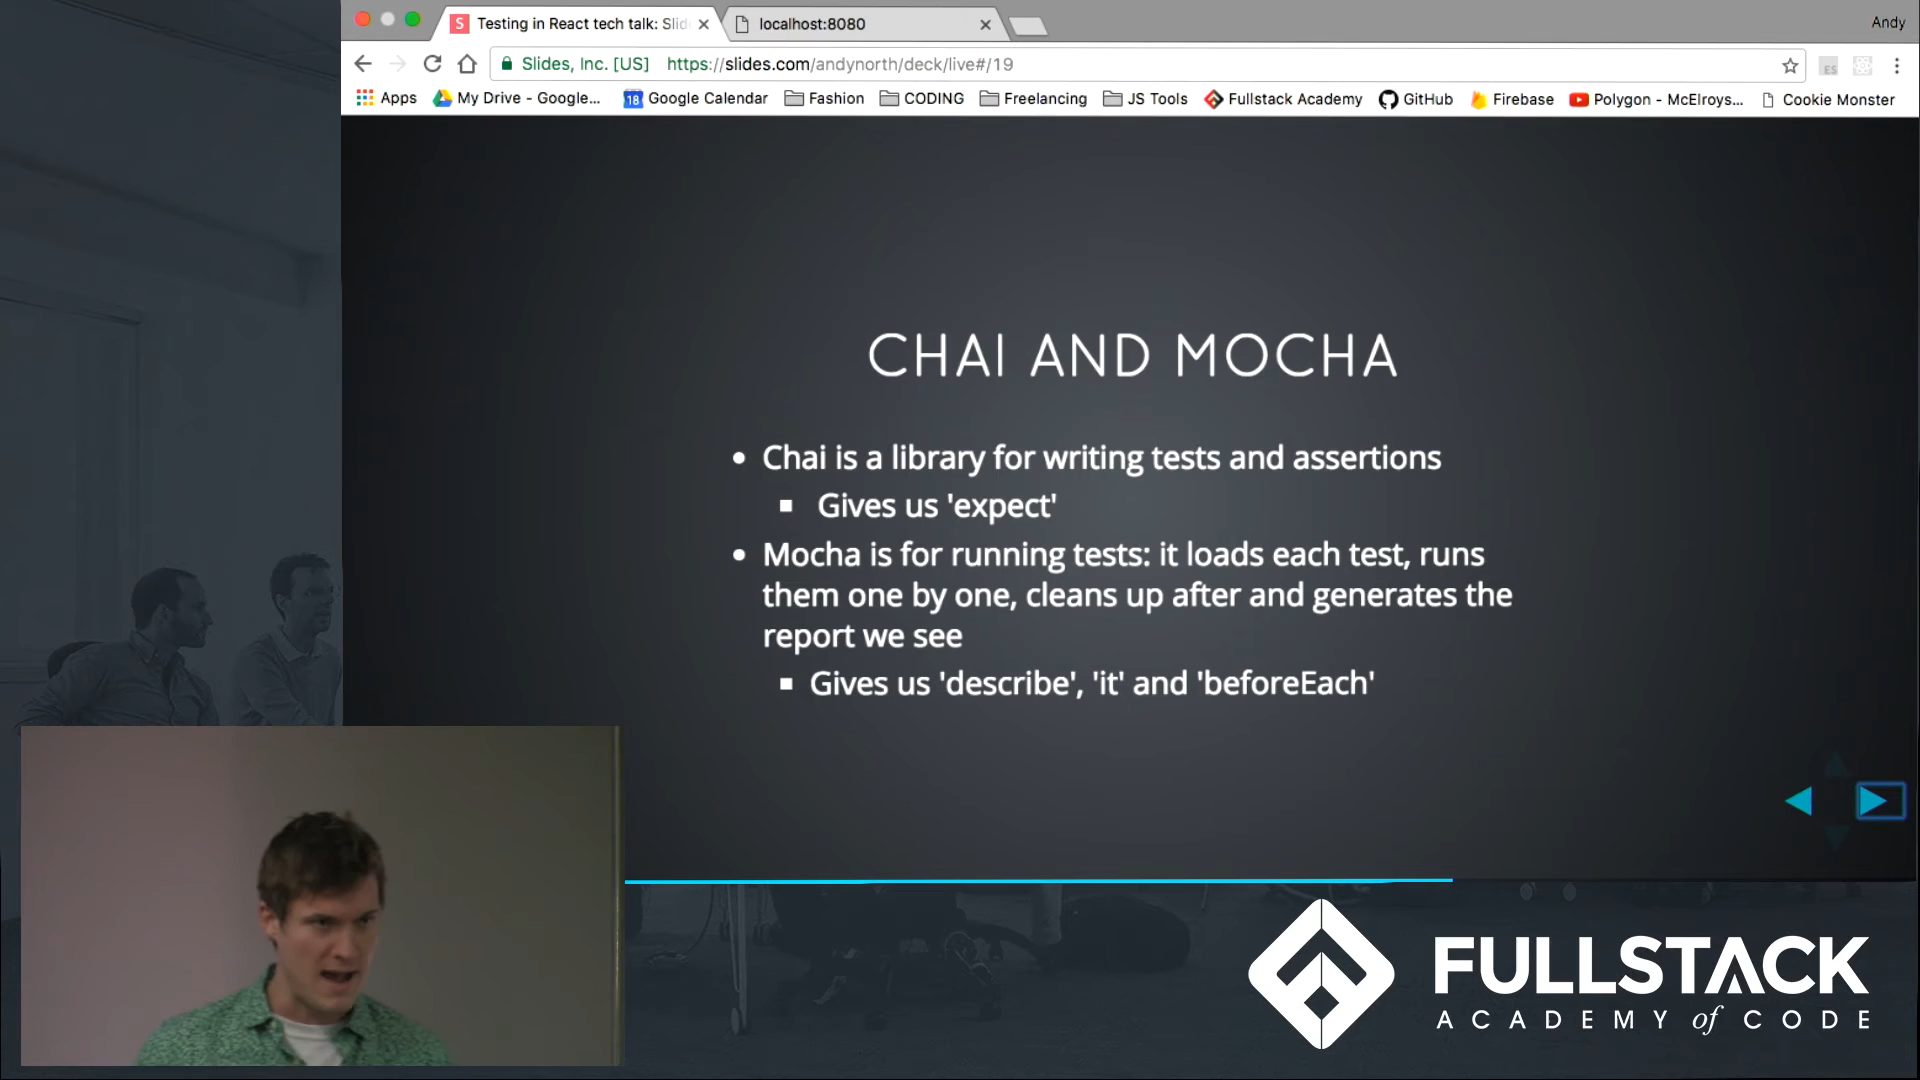 S Testing in React tech talk: Slid
localhost:8080
Andy
Slides, Inc. [US] https://slides.com/andynorth/deck/live#/19
ES
Apps
My Drive - Google...
18 Google Calendar
Fashion
CODING
Freelancing
JS Tools
Fullstack Academy
GitHub
Firebase
Polygon - McElroys...
Cookie Monster
CHAI AND MOCHA
• Chai is a library for writing tests and assertions
▪ Gives us 'expect'
• Mocha is for running tests: it loads each test, runs
them one by one, cleans up after and generates the
report we see
▪ Gives us 'describe', 'it' and 'beforeEach'
FULLSTACK
ACADEMY of CODE